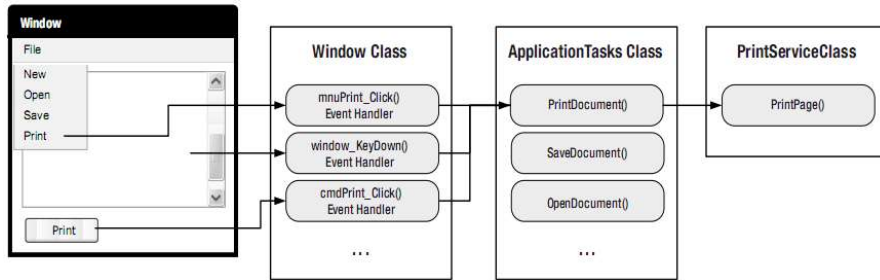 Window
File
New
Open
Save
Print
Print
Window Class
mnuPrint_Click()
Event Handler
window_KeyDown()
Event Handler
cmdPrint_Click()
Event Handler
...
ApplicationTasks Class
PrintDocument()
SaveDocument()
OpenDocument()
...
PrintServiceClass
PrintPage()